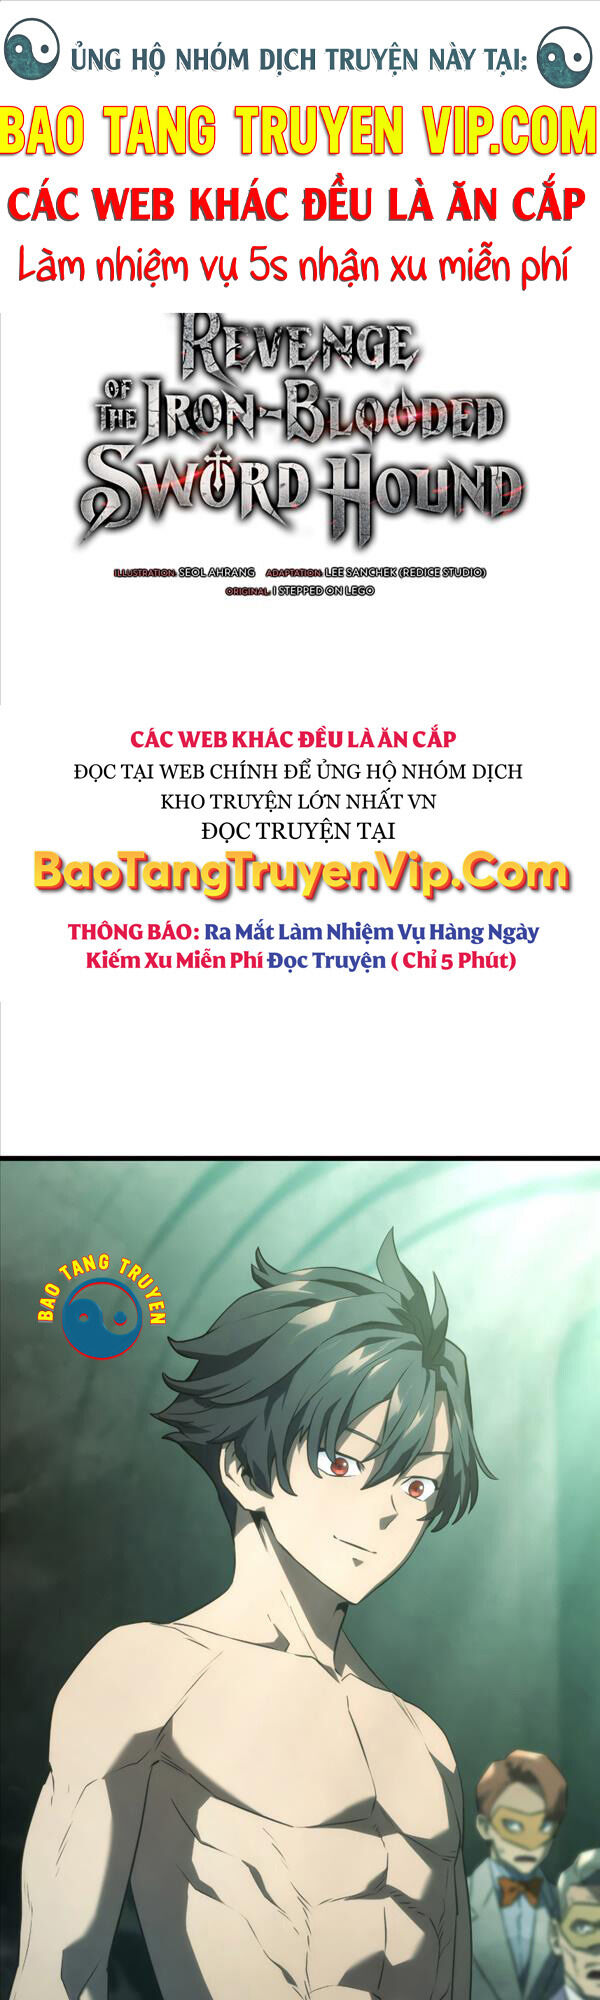 ỦNG HỘ NHÓM DỊCH TRUYỆN NÀY TẠI:
BAO TANG TRUYEN VIP.COM
CÁC WEB KHÁC ĐỀU LÀ ĂN CẮP
Làm nhiệm vụ 5s nhận xu miễn phí
REVENGE
OF THE IRON-BLOODED
SWORD HOUND
ILLUSTRATION: SEOL AHRANG ADAPTATION: LEE SANCHEK (REDICE STUDIO)
ORIGINAL: I STEPPED ON LEGO
CÁC WEB KHÁC ĐỀU LÀ ĂN CẮP
ĐỌC TẠI WEB CHÍNH ĐỂ ỦNG HỘ NHÓM DỊCH
KHO TRUYỆN LỚN NHẤT VN
ĐỌC TRUYỆN TẠI
BaoTangTruyenVip.Com
THÔNG BÁO: Ra Mắt Làm Nhiệm Vụ Hàng Ngày
Kiếm Xu Miễn Phí Đọc Truyện ( Chỉ 5 Phút)
BAO TANG TRUYEN